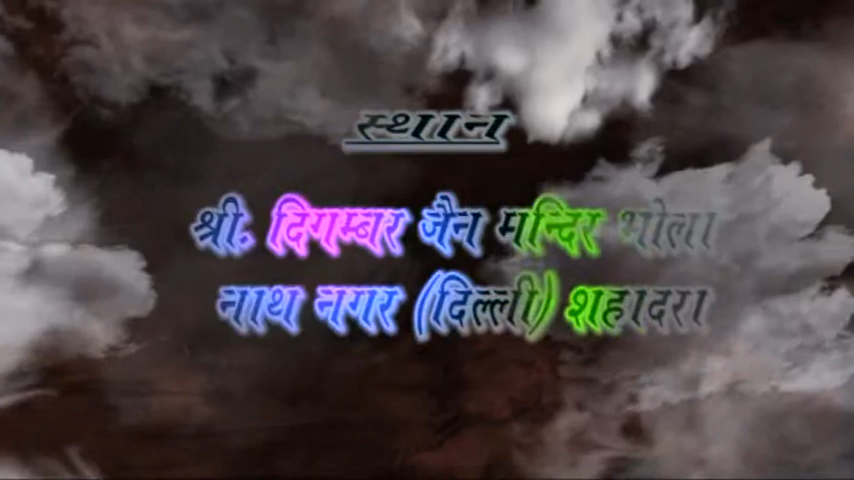 स्थान
श्री. दिगम्बर जैन मन्दिर भोला
नाथ नगर (दिल्ली) शहादरा